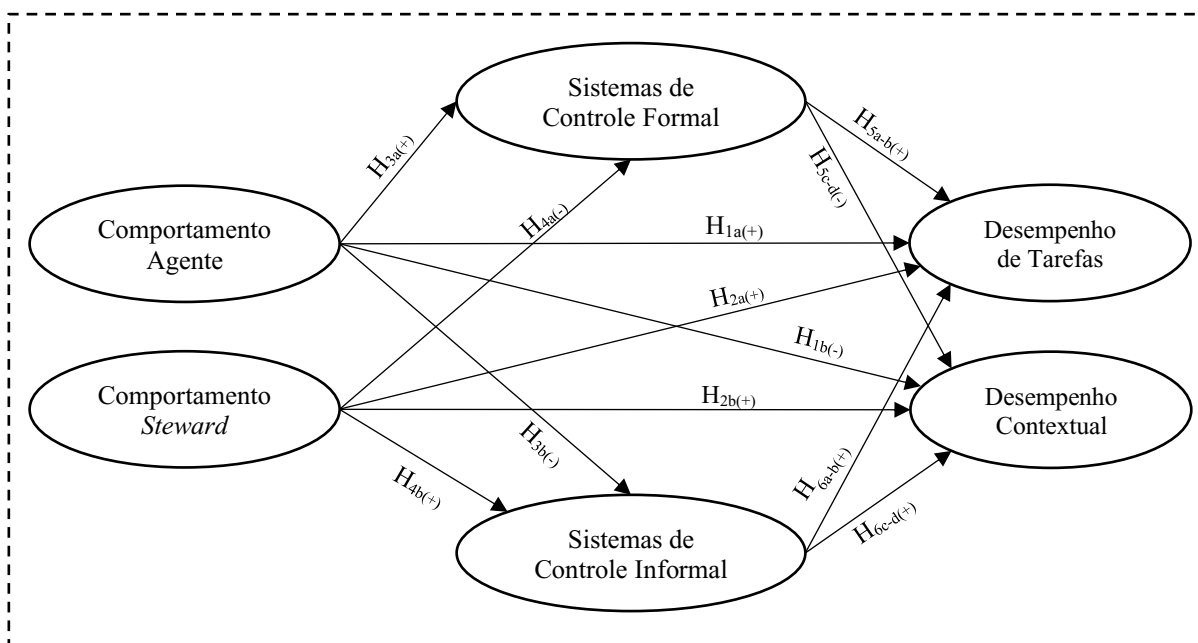 Sistemas de
Controle Formal
H3a(+)
H5a-b(+)
H5c-d(-)
Comportamento
Agente
H4a(-)
H1a(+)
Desempenho
de Tarefas
H2a(+)
H1b(-)
Comportamento
Steward
H2b(+)
Desempenho
Contextual
H3b(-)
H4b(+)
H 6a-b(+)
H6c-d(+)
Sistemas de
Controle Informal